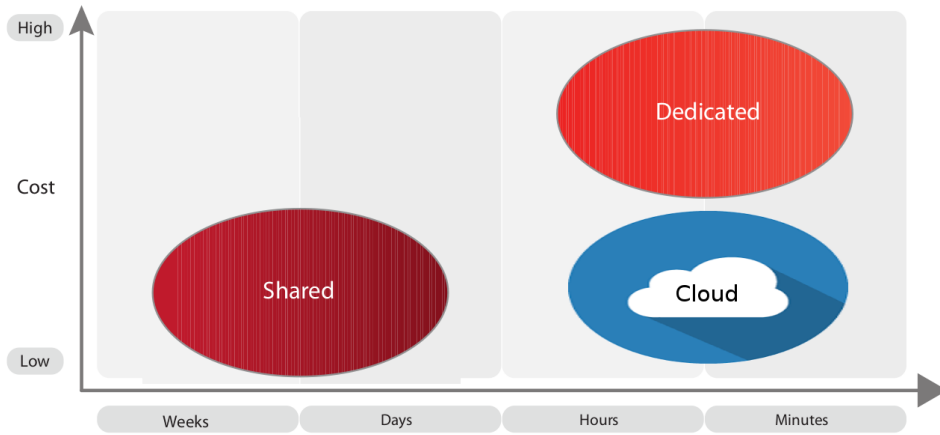 High
Dedicated
Cost
Shared
Cloud
Low
Weeks
Days
Hours
Minutes